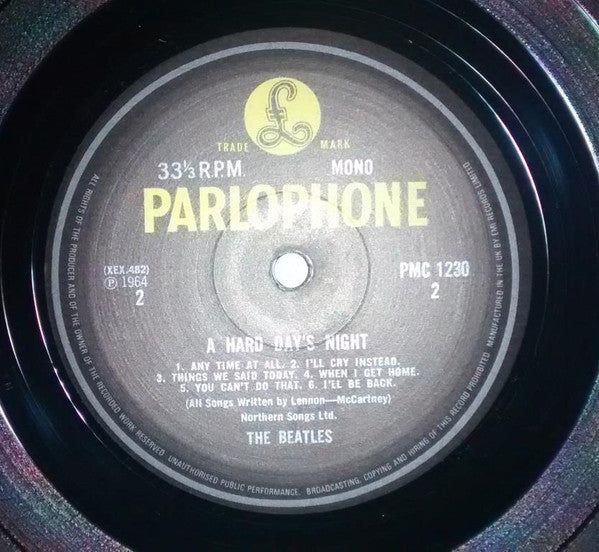 £
TRADE MARK
33⅓ R.P.M. MONO
PARLOPHONE
(XEX.482)
Ⓟ 1964
2
PMC 1230
2
A HARD DAY'S NIGHT
1. ANY TIME AT ALL. 2. I'LL CRY INSTEAD.
3. THINGS WE SAID TODAY. 4. WHEN I GET HOME.
5. YOU CAN'T DO THAT. 6. I'LL BE BACK.
(All Songs Written by Lennon—McCartney)
Northern Songs Ltd.
THE BEATLES
ALL RIGHTS OF THE PRODUCER AND OF THE OWNER OF THE RECORDED WORK RESERVED. UNAUTHORISED PUBLIC PERFORMANCE, BROADCASTING, COPYING AND HIRING OF THIS RECORD PROHIBITED MANUFACTURED IN THE UK BY EMI RECORDS LIMITED